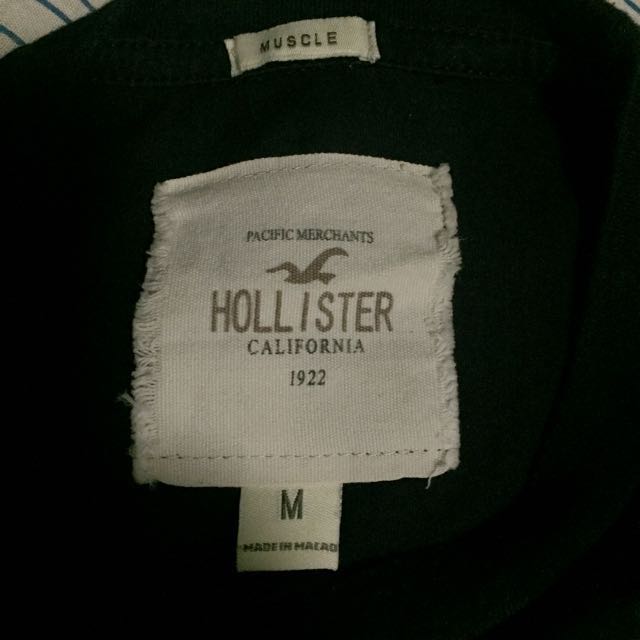 MUSCLE
PACIFIC MERCHANTS
HOLLISTER
CALIFORNIA
1922
M
MADE IN MACAO